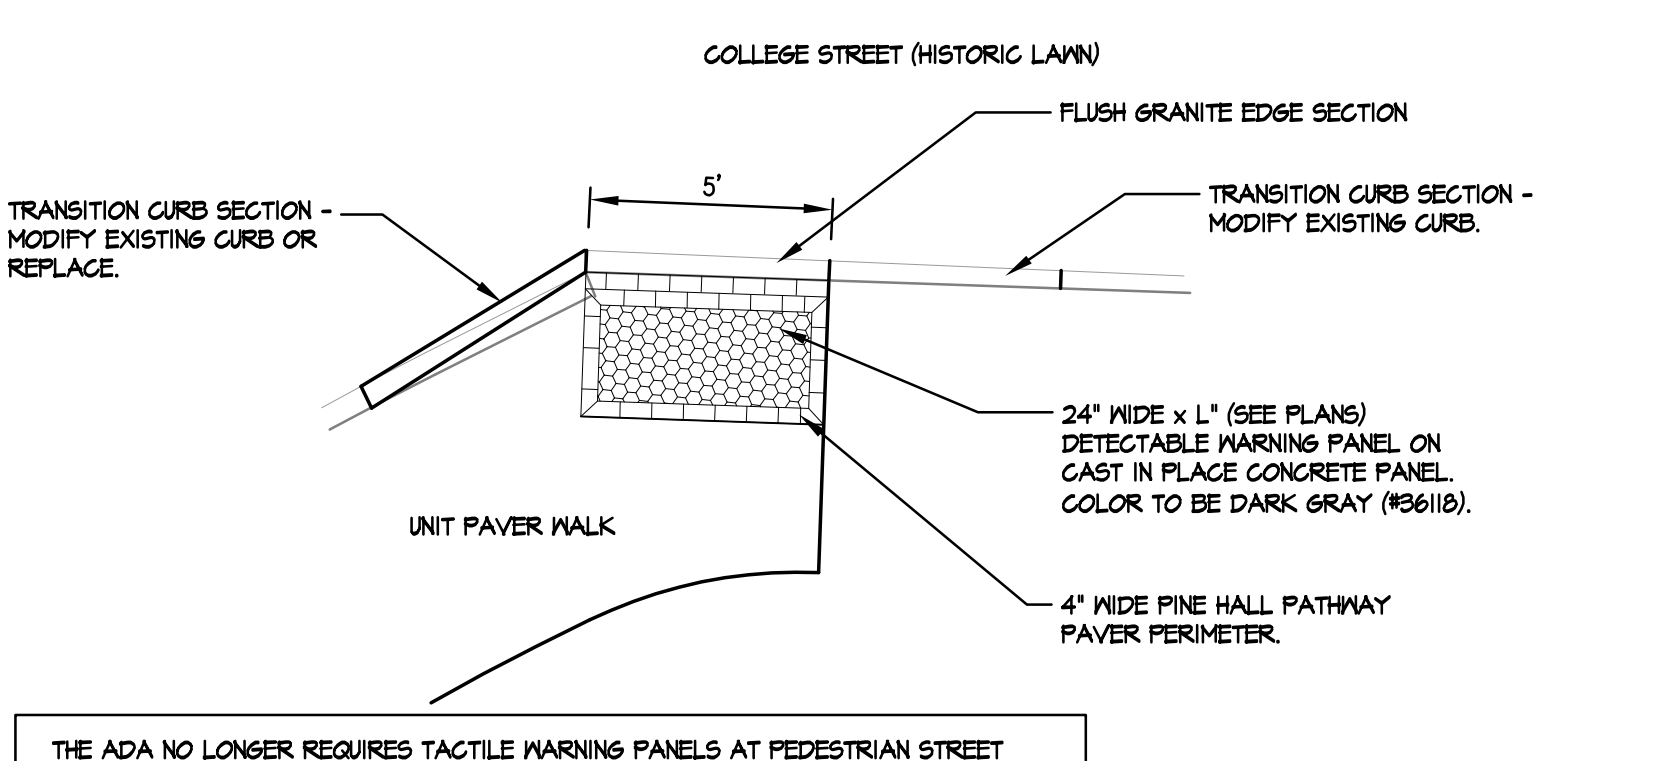 COLLEGE STREET (HISTORIC LAWN)
FLUSH GRANITE EDGE SECTION
5'
TRANSITION CURB SECTION -
MODIFY EXISTING CURB.
TRANSITION CURB SECTION -
MODIFY EXISTING CURB OR
REPLACE.
24" WIDE x L" (SEE PLANS)
DETECTABLE WARNING PANEL ON
CAST IN PLACE CONCRETE PANEL.
COLOR TO BE DARK GRAY (#36118).
UNIT PAVER WALK
4" WIDE PINE HALL PATHWAY
PAVER PERIMETER.
THE ADA NO LONGER REQUIRES TACTILE WARNING PANELS AT PEDESTRIAN STREET